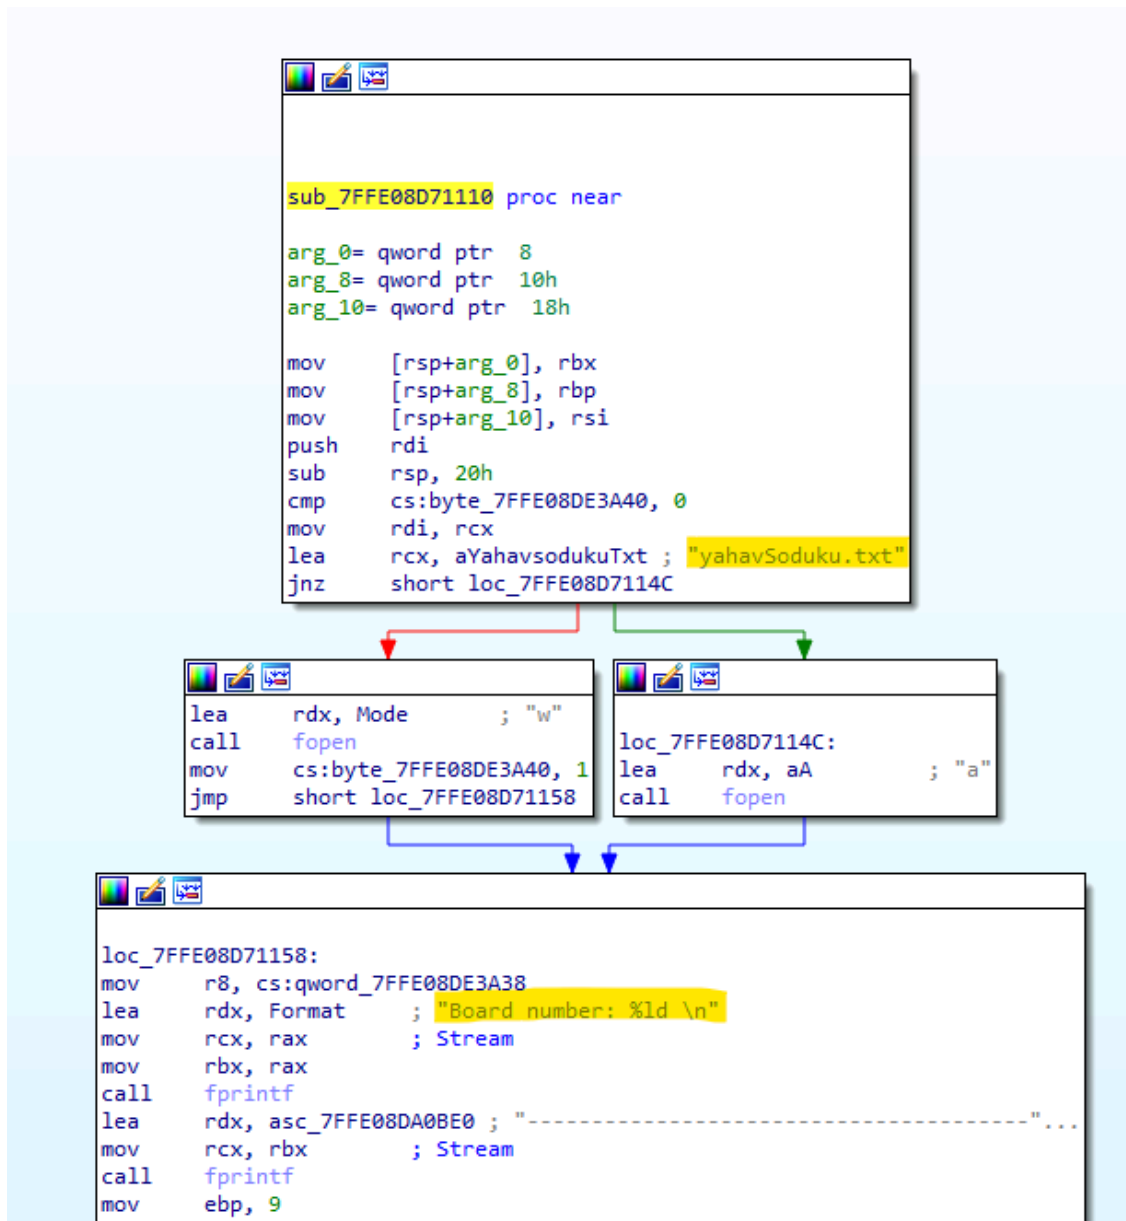 sub_7FFE08D71110 proc near
arg_0= qword ptr  8
arg_8= qword ptr  10h
arg_10= qword ptr  18h
mov     [rsp+arg_0], rbx
mov     [rsp+arg_8], rbp
mov     [rsp+arg_10], rsi
push    rdi
sub     rsp, 20h
cmp     cs:byte_7FFE08DE3A40, 0
mov     rdi, rcx
lea     rcx, aYahavsodukuTxt ; "yahavSoduku.txt"
jnz     short loc_7FFE08D7114C
lea     rdx, Mode       ; "w"
call    fopen
mov     cs:byte_7FFE08DE3A40, 1
jmp     short loc_7FFE08D71158
loc_7FFE08D7114C:
lea     rdx, aA         ; "a"
call    fopen
loc_7FFE08D71158:
mov     r8, cs:qword_7FFE08DE3A38
lea     rdx, Format     ; "Board number: %ld \n"
mov     rcx, rax        ; Stream
mov     rbx, rax
call    fprintf
lea     rdx, asc_7FFE08DA0BE0 ; "---------------------------------------"...
mov     rcx, rbx        ; Stream
call    fprintf
mov     ebp, 9